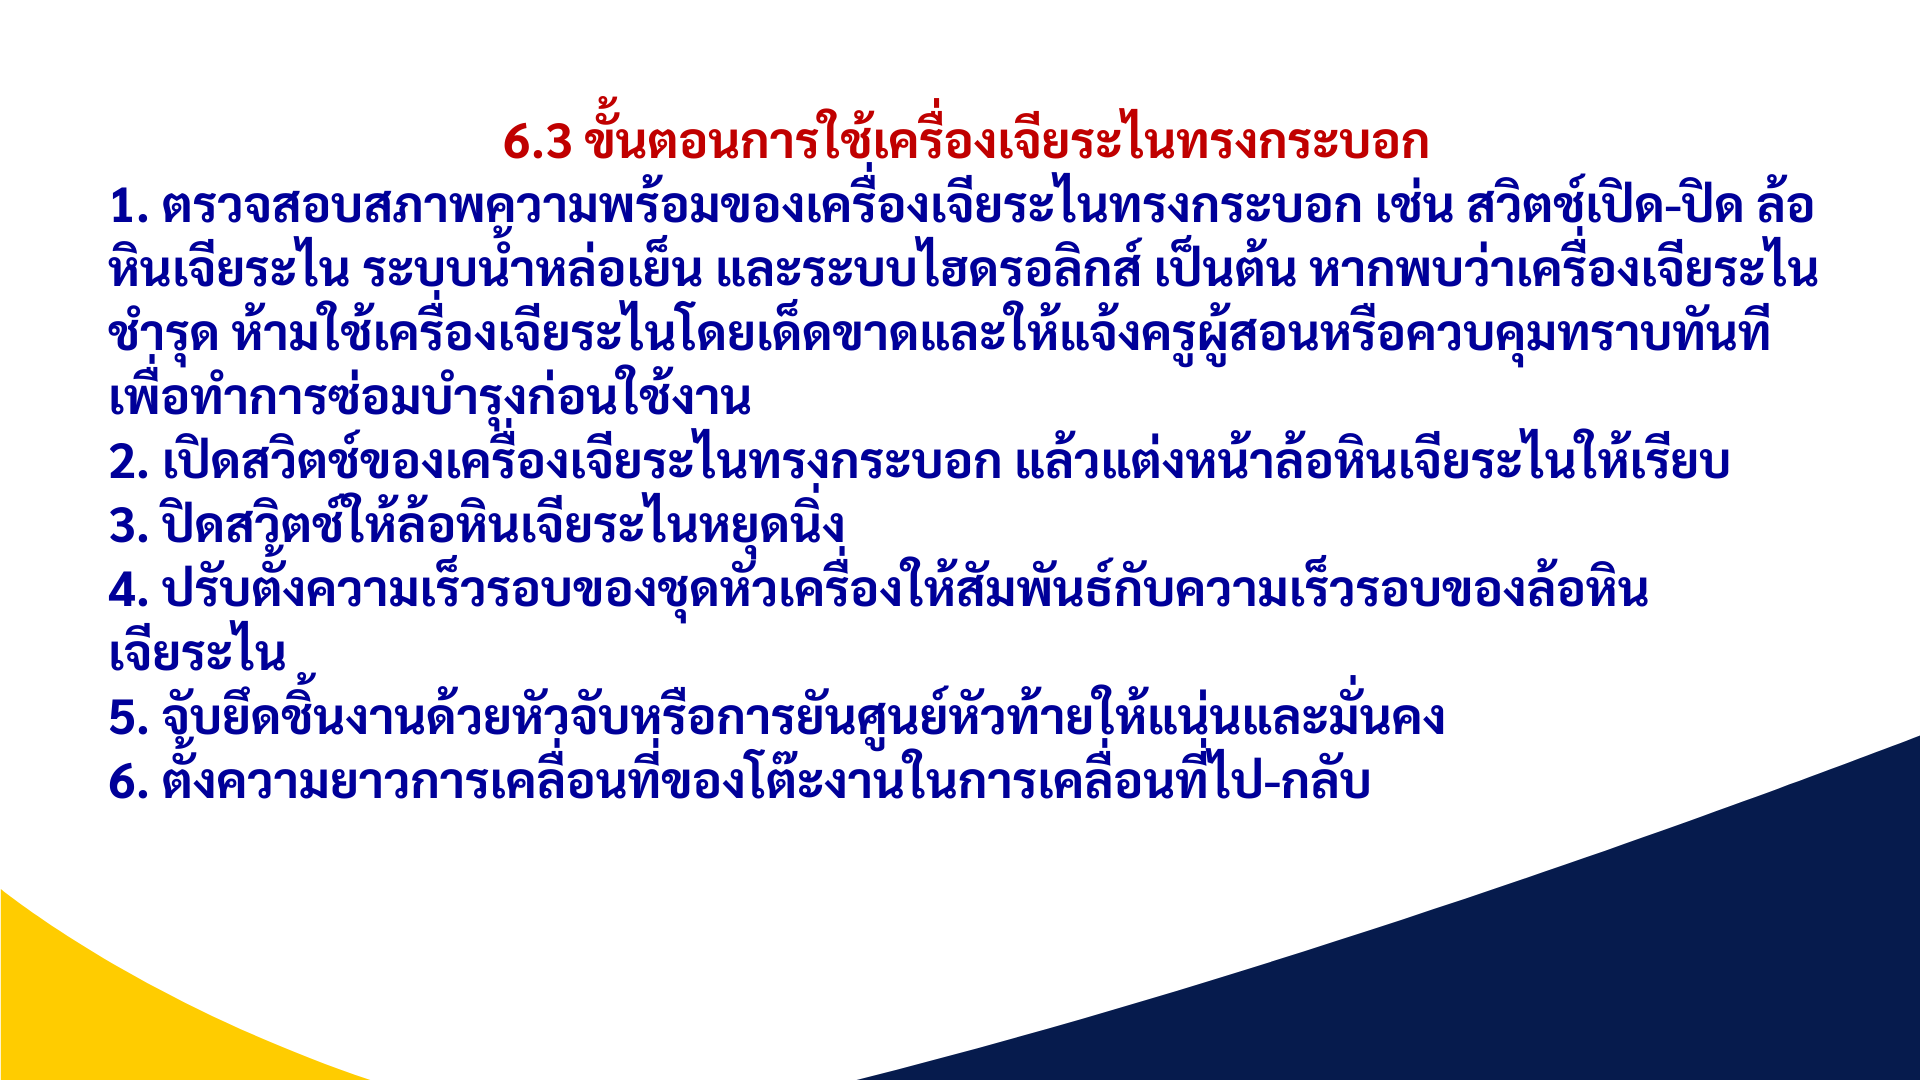 6.3 ขั้นตอนการใช้เครื่องเจียระไนทรงกระบอก
1. ตรวจสอบสภาพความพร้อมของเครื่องเจียระไนทรงกระบอก เช่น สวิตช์เปิด-ปิด ล้อ
หินเจียระไน ระบบน้ำหล่อเย็น และระบบไฮดรอลิกส์ เป็นต้น หากพบว่าเครื่องเจียระไน
ชำรุด ห้ามใช้เครื่องเจียระไนโดยเด็ดขาดและให้แจ้งครูผู้สอนหรือควบคุมทราบทันที
เพื่อทำการซ่อมบำรุงก่อนใช้งาน
2. เปิดสวิตช์ของเครื่องเจียระไนทรงกระบอก แล้วแต่งหน้าล้อหินเจียระไนให้เรียบ
3. ปิดสวิตช์ให้ล้อหินเจียระไนหยุดนิ่ง
4. ปรับตั้งความเร็วรอบของชุดหัวเครื่องให้สัมพันธ์กับความเร็วรอบของล้อหิน
เจียระไน
5. จับยึดชิ้นงานด้วยหัวจับหรือการยันศูนย์หัวท้ายให้แน่นและมั่นคง
6. ตั้งความยาวการเคลื่อนที่ของโต๊ะงานในการเคลื่อนที่ไป-กลับ